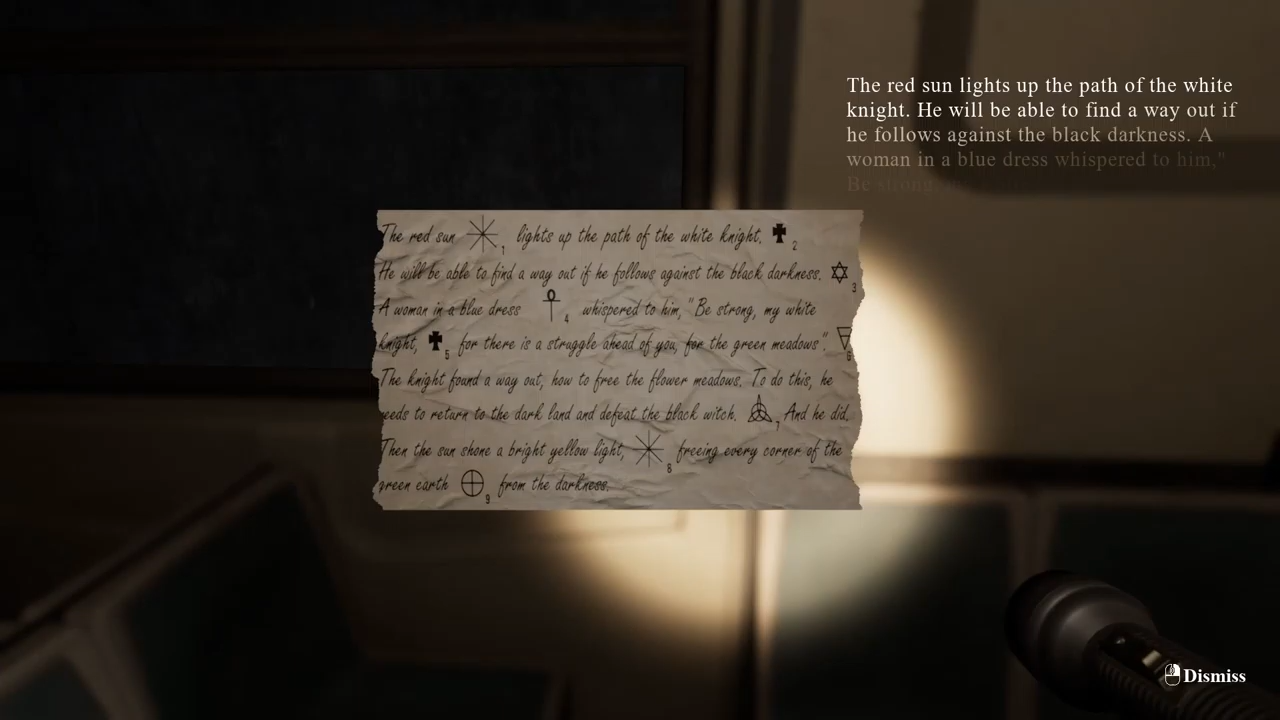 The red sun lights up the path of the white
knight. He will be able to find a way out if
he follows against the black darkness. A
woman in a blue dress whispered to him,"
Be strong,
The red sun 1 lights up the path of the white knight. 2
He will be able to find a way out if he follows against the black darkness. 3
A woman in a blue dress 4 whispered to him, "Be strong, my white
knight, 5 for there is a struggle ahead of you, for the green meadows" 6
The knight found a way out, how to free the flower meadows. To do this, he
eeds to return to the dark land and defeat the black witch. 7 And he did.
Then the sun shone a bright yellow light, 8 freeing every corner of the
green earth 9 from the darkness.
Dismiss